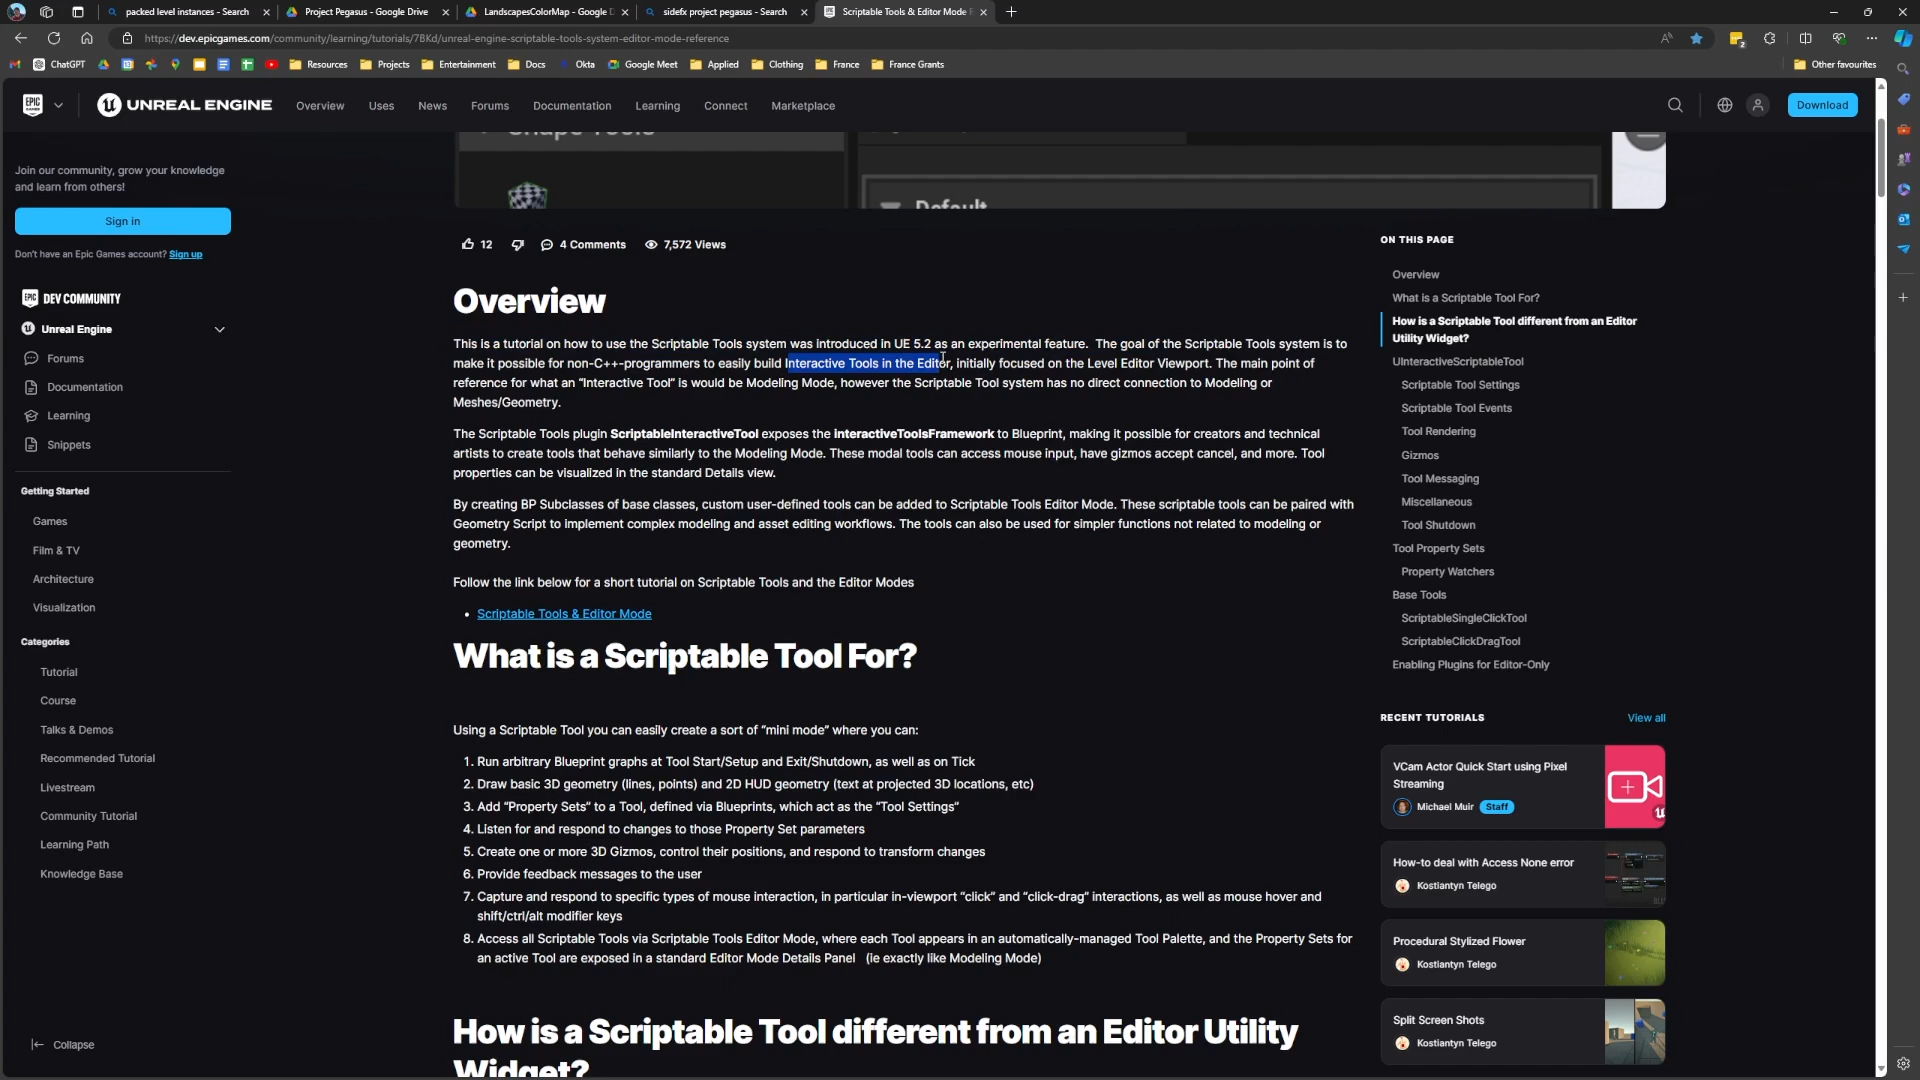 packed level instances - Search
Project Pegasus - Google Drive
LandscapesColorMap - Google D
sidefx project pegasus - Search
Scriptable Tools & Editor Mode R
https://dev.epicgames.com/community/learning/tutorials/7BKd/unreal-engine-scriptable-tools-system-editor-mode-reference
ChatGPT
Resources
Projects
Entertainment
Docs
Okta
Google Meet
Applied
Clothing
France
France Grants
Other favourites
EPIC GAMES
UNREAL ENGINE
Overview
Uses
News
Forums
Documentation
Learning
Connect
Marketplace
Download
Join our community, grow your knowledge
and learn from others!
Sign in
Don't have an Epic Games account? Sign up
EPIC DEV COMMUNITY
Unreal Engine
Forums
Documentation
Learning
Snippets
Getting Started
Games
Film & TV
Architecture
Visualization
Categories
Tutorial
Course
Talks & Demos
Recommended Tutorial
Livestream
Community Tutorial
Learning Path
Knowledge Base
Collapse
Shape Tools
Default
12
4 Comments
7,572 Views
Overview
This is a tutorial on how to use the Scriptable Tools system was introduced in UE 5.2 as an experimental feature. The goal of the Scriptable Tools system is to
make it possible for non-C++-programmers to easily build Interactive Tools in the Editor, initially focused on the Level Editor Viewport. The main point of
reference for what an “Interactive Tool” is would be Modeling Mode, however the Scriptable Tool system has no direct connection to Modeling or
Meshes/Geometry.
The Scriptable Tools plugin ScriptableInteractiveTool exposes the InteractiveToolsFramework to Blueprint, making it possible for creators and technical
artists to create tools that behave similarly to the Modeling Mode. These modal tools can access mouse input, have gizmos accept cancel, and more. Tool
properties can be visualized in the standard Details view.
By creating BP Subclasses of base classes, custom user-defined tools can be added to Scriptable Tools Editor Mode. These scriptable tools can be paired with
Geometry Script to implement complex modeling and asset editing workflows. The tools can also be used for simpler functions not related to modeling or
geometry.
Follow the link below for a short tutorial on Scriptable Tools and the Editor Modes
• Scriptable Tools & Editor Mode
What is a Scriptable Tool For?
Using a Scriptable Tool you can easily create a sort of “mini mode” where you can:
1. Run arbitrary Blueprint graphs at Tool Start/Setup and Exit/Shutdown, as well as on Tick
2. Draw basic 3D geometry (lines, points) and 2D HUD geometry (text at projected 3D locations, etc)
3. Add “Property Sets” to a Tool, defined via Blueprints, which act as the “Tool Settings”
4. Listen for and respond to changes to those Property Set parameters
5. Create one or more 3D Gizmos, control their positions, and respond to transform changes
6. Provide feedback messages to the user
7. Capture and respond to specific types of mouse interaction, in particular in-viewport “click” and “click-drag” interactions, as well as mouse hover and
shift/ctrl/alt modifier keys
8. Access all Scriptable Tools via Scriptable Tools Editor Mode, where each Tool appears in an automatically-managed Tool Palette, and the Property Sets for
an active Tool are exposed in a standard Editor Mode Details Panel (ie exactly like Modeling Mode)
How is a Scriptable Tool different from an Editor Utility
Widget?
ON THIS PAGE
Overview
What is a Scriptable Tool For?
How is a Scriptable Tool different from an Editor
Utility Widget?
UInteractiveScriptableTool
Scriptable Tool Settings
Scriptable Tool Events
Tool Rendering
Gizmos
Tool Messaging
Miscellaneous
Tool Shutdown
Tool Property Sets
Property Watchers
Base Tools
ScriptableSingleClickTool
ScriptableClickDragTool
Enabling Plugins for Editor-Only
RECENT TUTORIALS
View all
VCam Actor Quick Start using Pixel
Streaming
Michael Muir Staff
How-to deal with Access None error
Kostiantyn Telego
Procedural Stylized Flower
Kostiantyn Telego
Split Screen Shots
Kostiantyn Telego